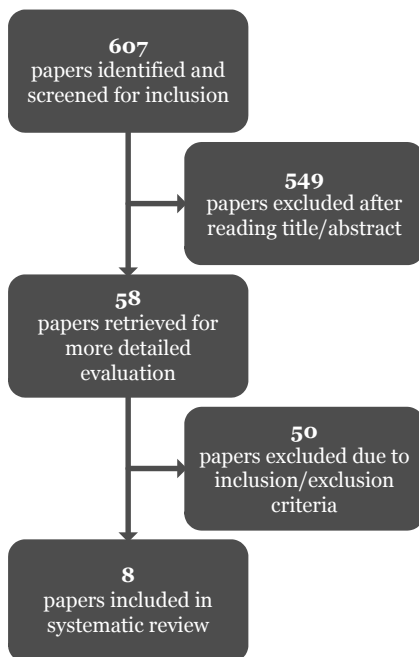 607
papers identified and
screened for inclusion
549
papers excluded after
reading title/abstract
58
papers retrieved for
more detailed
evaluation
50
papers excluded due to
inclusion/exclusion
criteria
8
papers included in
systematic review